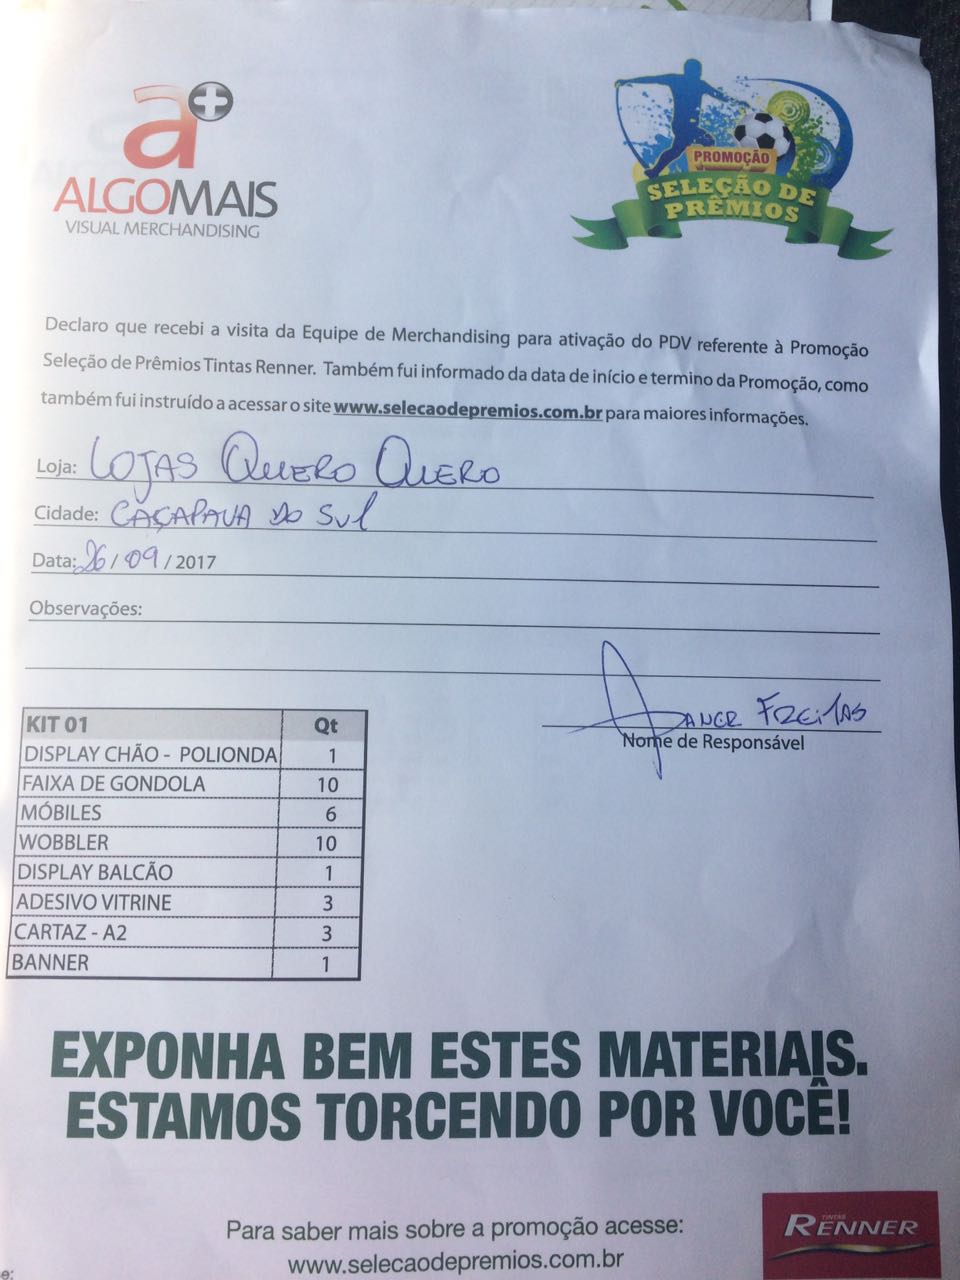 a+
ALGOMAIS
VISUAL MERCHANDISING
PROMOÇÃO
SELEÇÃO DE
PRÊMIOS
Declaro que recebi a visita da Equipe de Merchandising para ativação do PDV referente à Promoção
Seleção de Prêmios Tintas Renner. Também fui informado da data de início e termino da Promoção, como
também fui instruído a acessar o site www.selecaodepremios.com.br para maiores informações.
Loja: LOJAS QUERO QUERO
Cidade: CAÇAPAVA DO SUL
Data: 26/09/2017
Observações:
FREITAS
Nome de Responsável
KIT 01 Qt
DISPLAY CHÃO - POLIONDA 1
FAIXA DE GONDOLA 10
MÓBILES 6
WOBBLER 10
DISPLAY BALCÃO 1
ADESIVO VITRINE 3
CARTAZ - A2 3
BANNER 1
EXPONHA BEM ESTES MATERIAIS.
ESTAMOS TORCENDO POR VOCÊ!
Para saber mais sobre a promoção acesse:
www.selecaodepremios.com.br
TINTAS
RENNER